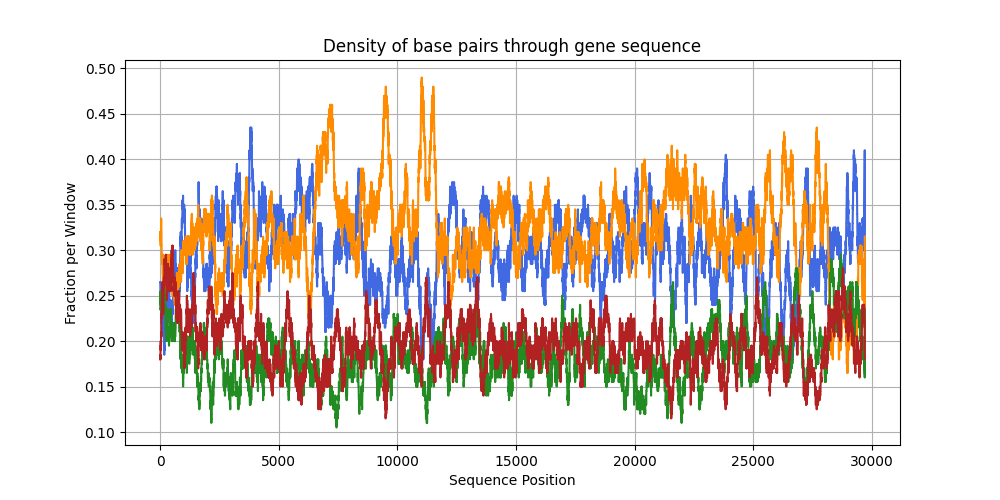 Density of base pairs through gene sequence
0.50
0.45
0.40
0.35
0.30
0.25
0.20
0.15
0.10
Fraction per Window
0 5000 10000 15000 20000 25000 30000
Sequence Position